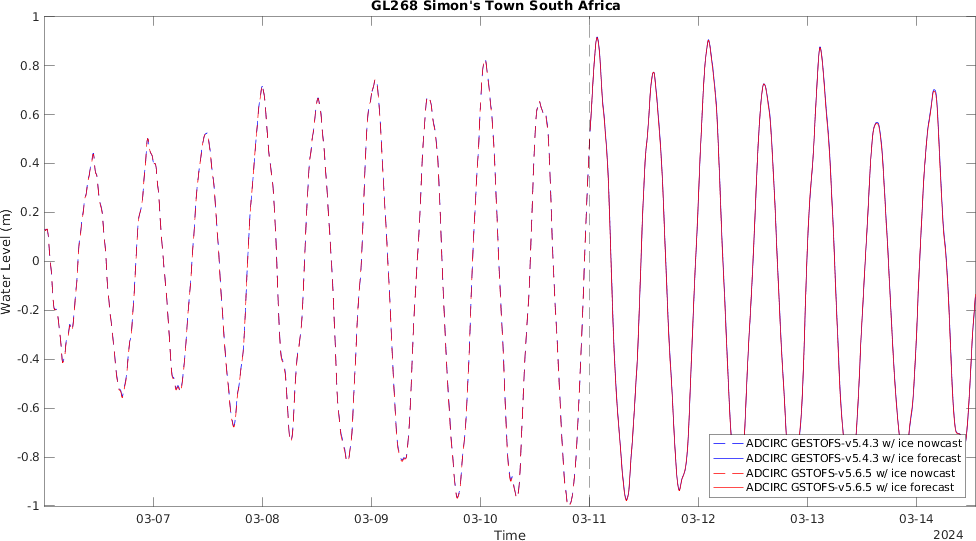 GL268 Simon's Town South Africa
1
0.8
0.6
0.4
0.2
0
-0.2
-0.4
-0.6
-0.8
-1
Water Level (m)
ADCIRC GESTOFS-v5.4.3 w/ ice nowcast
ADCIRC GESTOFS-v5.4.3 w/ ice forecast
ADCIRC GSTOFS-v5.6.5 w/ ice nowcast
ADCIRC GSTOFS-v5.6.5 w/ ice forecast
03-07 03-08 03-09 03-10 03-11 03-12 03-13 03-14
Time
2024